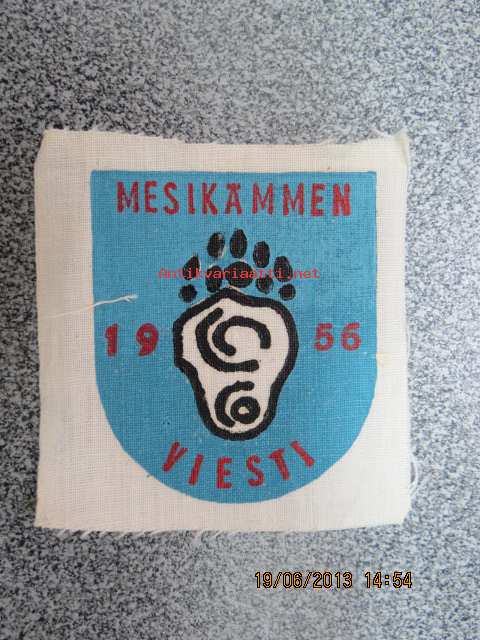 MESIKÄMMEN
Antikvariaatti.net
19 56
VIESTI
19/06/2013 14:54